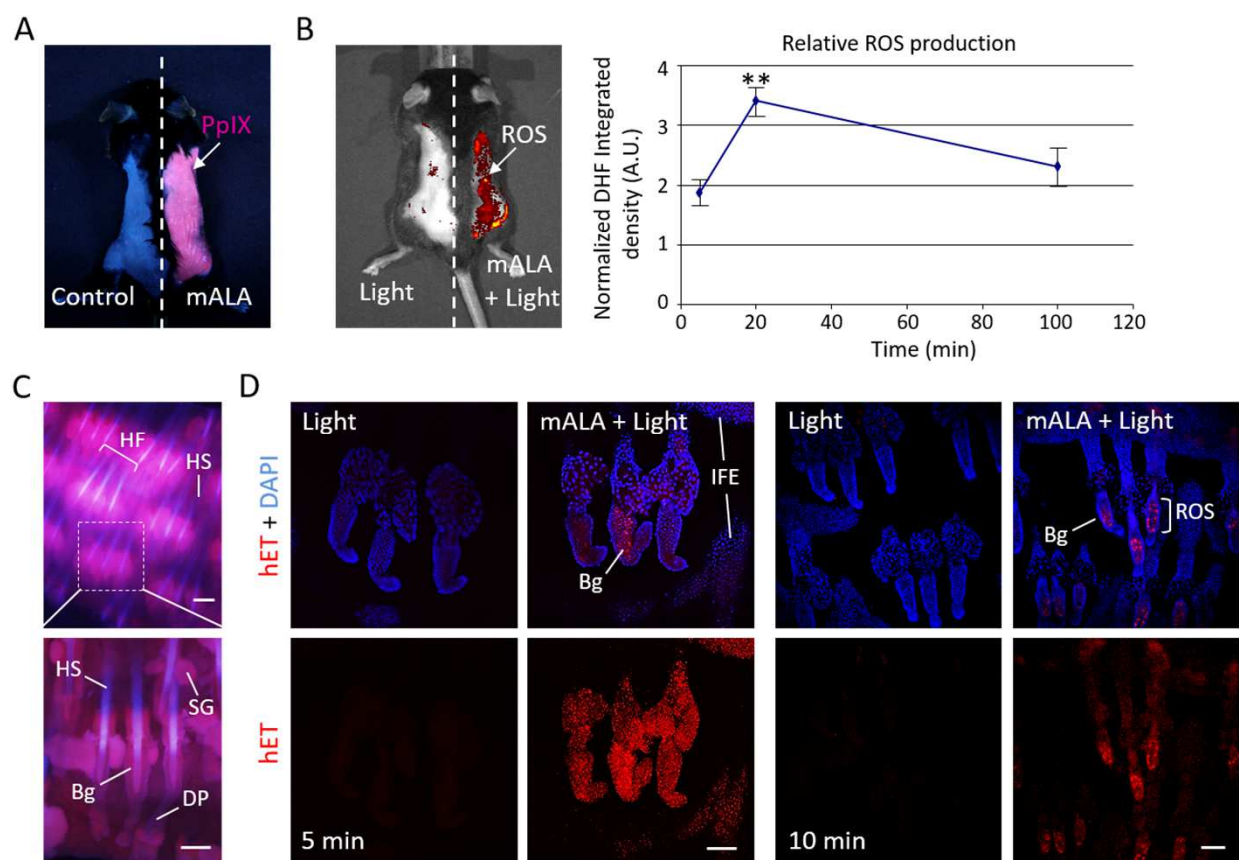 A
PpIX
Control
mALA
B
ROS
Light
mALA
+ Light
Relative ROS production
Normalized DHF Integrated
density (A.U.)
4
3
2
1
0
**
0
20
40
60
80
100
120
Time (min)
C
HF
HS
HS
SG
Bg
DP
D
hET + DAPI
hET
Light
mALA + Light
IFE
Bg
Light
mALA + Light
Bg
ROS
5 min
10 min